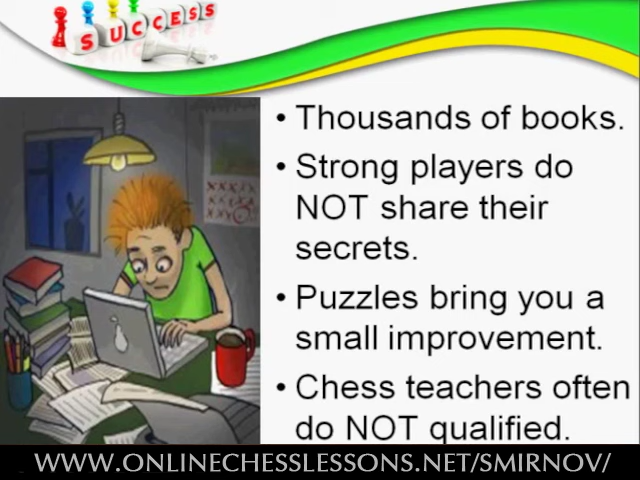 SUCCESS
• Thousands of books.
• Strong players do
NOT share their
secrets.
• Puzzles bring you a
small improvement.
• Chess teachers often
do NOT qualified.
WWW.ONLINECHESSLESSONS.NET/SMIRNOV/